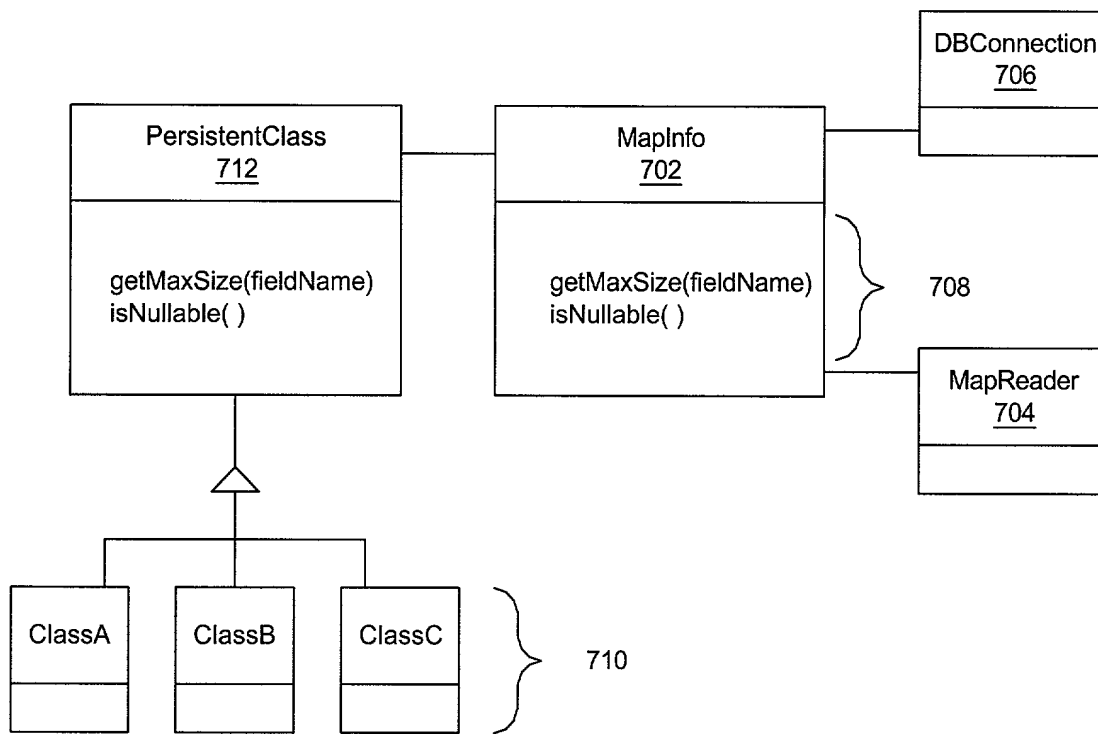 DBConnection
706
PersistentClass
712
MapInfo
702
getMaxSize(fieldName)
isNullable( )
getMaxSize(fieldName)
isNullable( )
708
MapReader
704
ClassA
ClassB
ClassC
710